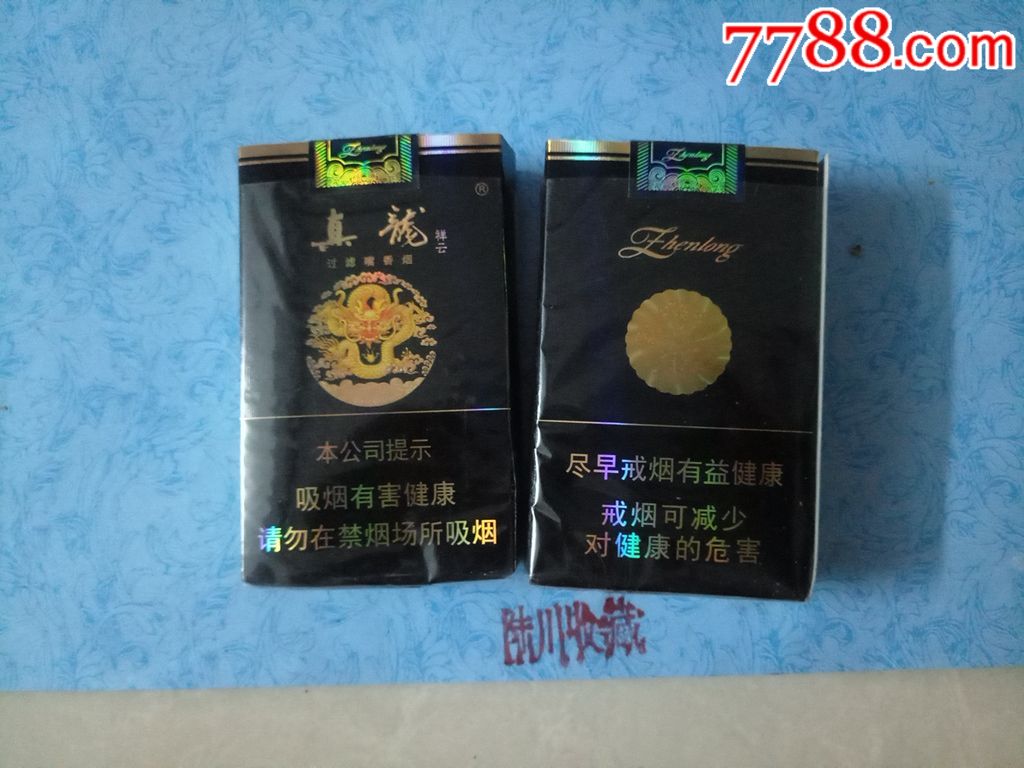 7788.com
Zhenlong
真龙
祥云
®
过滤嘴香烟
本公司提示
吸烟有害健康
请勿在禁烟场所吸烟
Zhenlong
Zhenlong
尽早戒烟有益健康
戒烟可减少
对健康的危害
陆川收藏